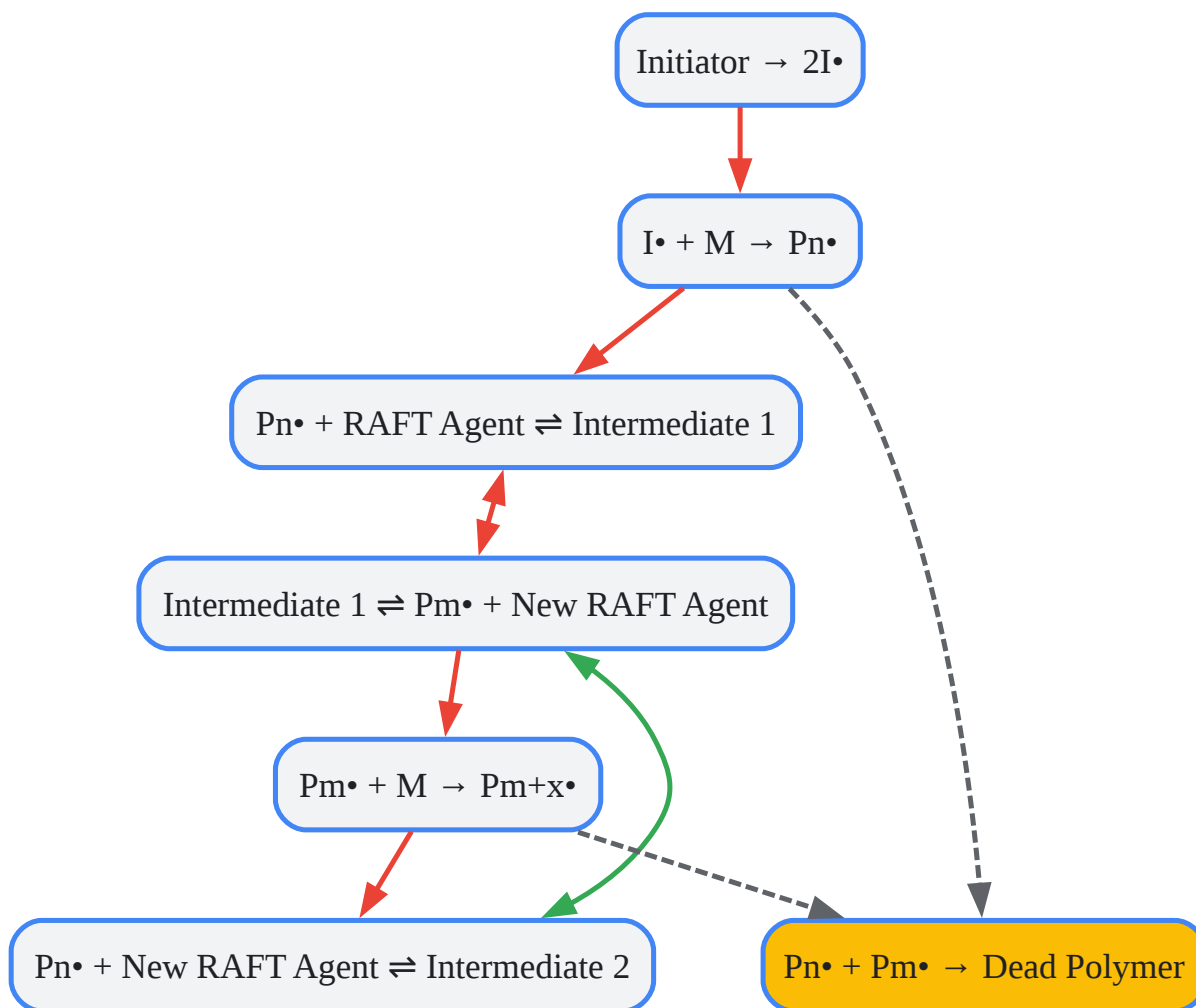 Initiator → 2I•
I• + M → Pn•
Pn• + RAFT Agent ⇌ Intermediate 1
Intermediate 1 ⇌ Pm• + New RAFT Agent
Pm• + M → Pm+x•
Pn• + New RAFT Agent ⇌ Intermediate 2
Pn• + Pm• → Dead Polymer